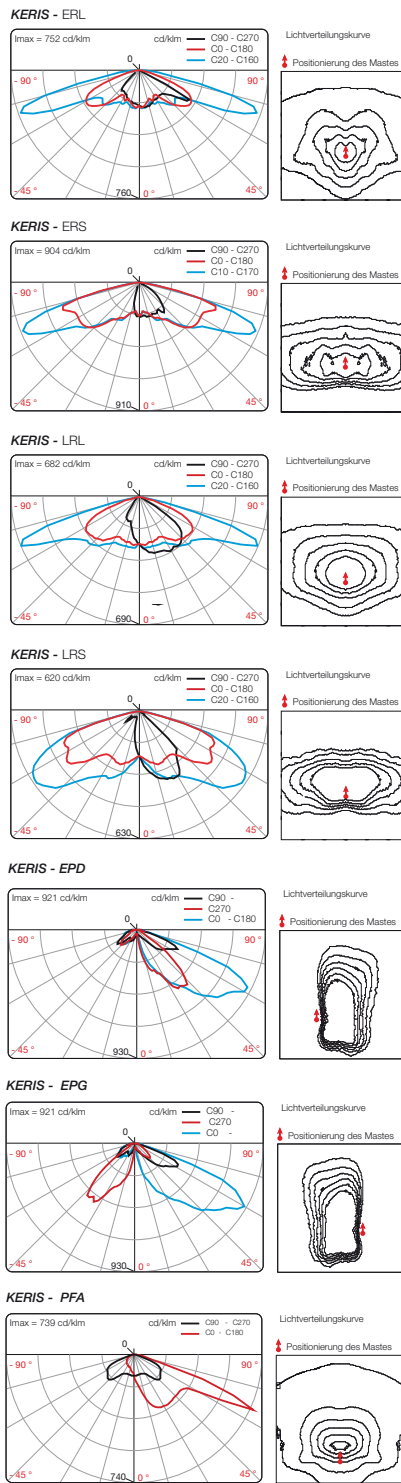 KERIS - ERL
Imax = 752 cd/klm cd/klm C90 - C270
C0 - C180
C20 - C160
0
- 90 ° 90 °
- 45 ° 45 °
760 0 °
Lichtverteilungskurve
Positionierung des Mastes
KERIS - ERS
Imax = 904 cd/klm cd/klm C90 - C270
C0 - C180
C10 - C170
0
- 90 ° 90 °
- 45 ° 45 °
910 0 °
Lichtverteilungskurve
Positionierung des Mastes
KERIS - LRL
Imax = 682 cd/klm cd/klm C90 - C270
C0 - C180
C20 - C160
0
- 90 ° 90 °
- 45 ° 45 °
690 0 °
Lichtverteilungskurve
Positionierung des Mastes
KERIS - LRS
Imax = 620 cd/klm cd/klm C90 - C270
C0 - C180
C20 - C160
0
- 90 ° 90 °
- 45 ° 45 °
630 0 °
Lichtverteilungskurve
Positionierung des Mastes
KERIS - EPD
Imax = 921 cd/klm cd/klm C90 -
C270
C0 - C180
0
- 90 ° 90 °
- 45 ° 45 °
930 0 °
Lichtverteilungskurve
Positionierung des Mastes
KERIS - EPG
Imax = 921 cd/klm cd/klm C90 -
C270
C0 -
0
- 90 ° 90 °
- 45 ° 45 °
930 0 °
Lichtverteilungskurve
Positionierung des Mastes
KERIS - PFA
Imax = 739 cd/klm cd/klm C90 - C270
C0 - C180
0
- 90 ° 90 °
- 45 ° 45 °
740 0 °
Lichtverteilungskurve
Positionierung des Mastes